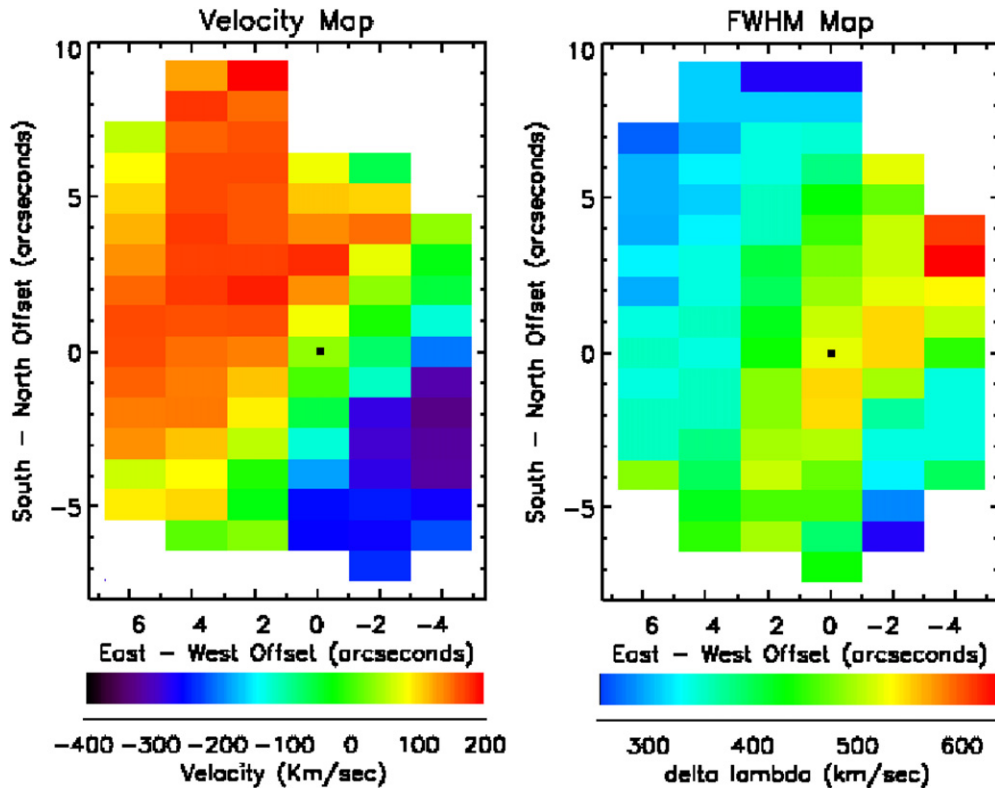 Velocity Map
10
5
0
−5
South − North Offset (arcseconds)
6 4 2 0 −2 −4
East − West Offset (arcseconds)
−400 −300 −200 −100 0 100 200
Velocity (Km/sec)
FWHM Map
10
5
0
−5
South − North Offset (arcseconds)
6 4 2 0 −2 −4
East − West Offset (arcseconds)
300 400 500 600
delta lambda (km/sec)